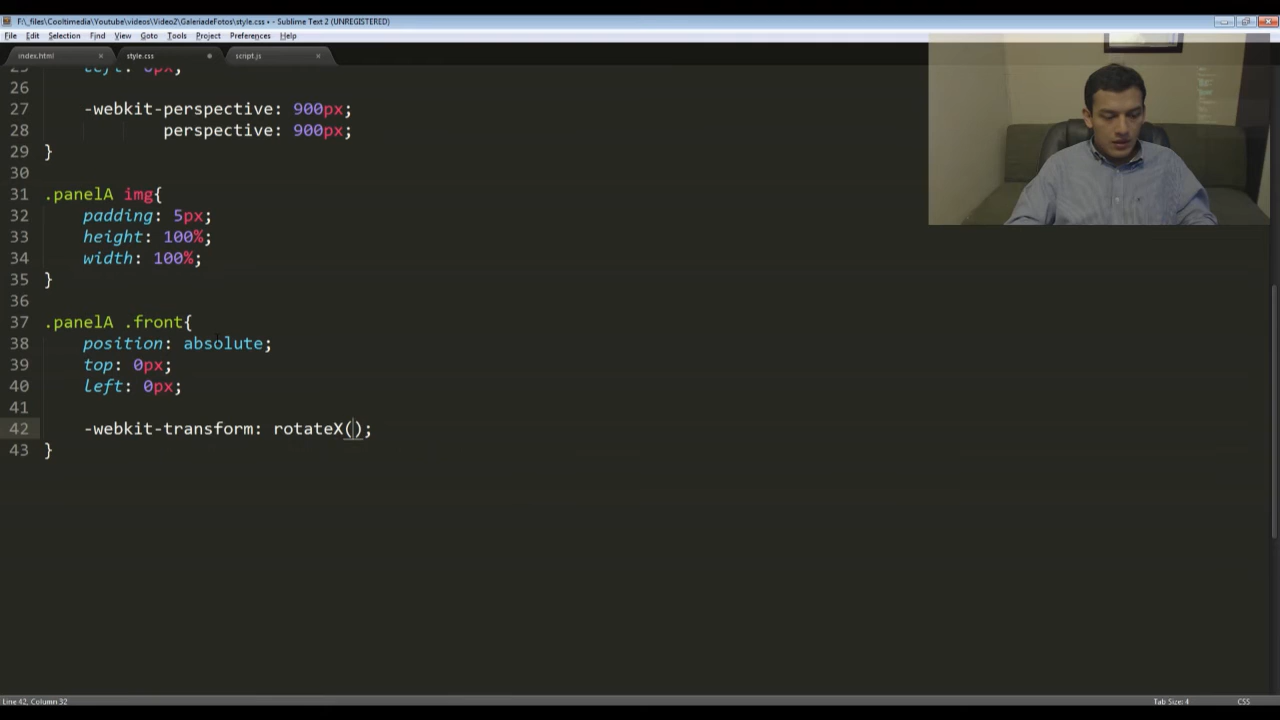 F:\_files\Cooltimedia\Youtube\videos\Video2\GaleriadeFotos\style.css • - Sublime Text 2 (UNREGISTERED)
File Edit Selection Find View Goto Tools Project Preferences Help
index.html × style.css • script.js ×
25 left: 0px;
26
27 -webkit-perspective: 900px;
28 perspective: 900px;
29 }
30
31 .panelA img{
32 padding: 5px;
33 height: 100%;
34 width: 100%;
35 }
36
37 .panelA .front{
38 position: absolute;
39 top: 0px;
40 left: 0px;
41
42 -webkit-transform: rotateX();
43 }
Line 42, Column 32 Tab Size: 4 CSS